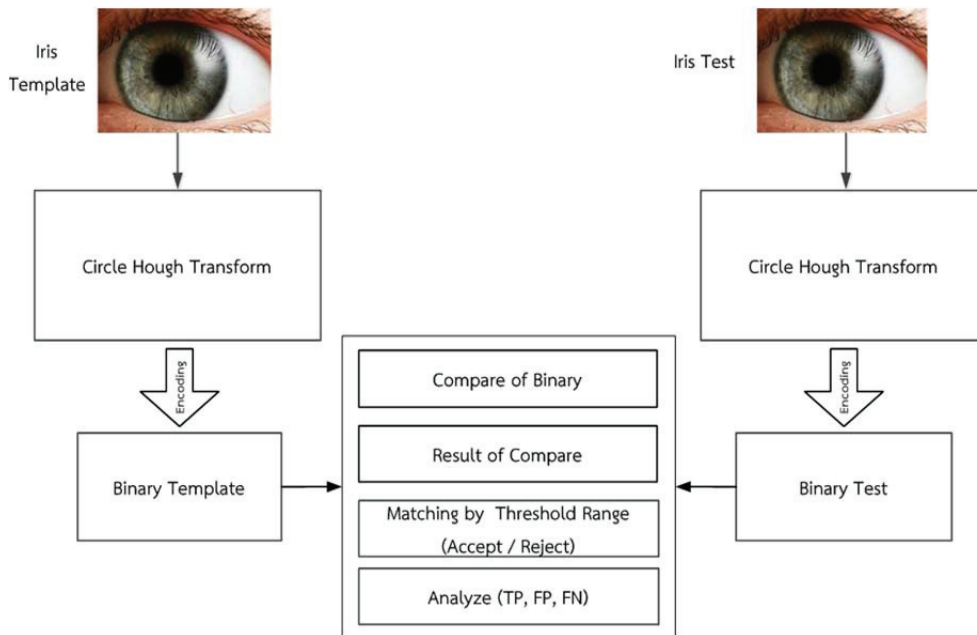 Iris
Template
Iris Test
Circle Hough Transform
Circle Hough Transform
Encoding
Encoding
Compare of Binary
Result of Compare
Binary Template
Binary Test
Matching by Threshold Range
(Accept / Reject)
Analyze (TP, FP, FN)